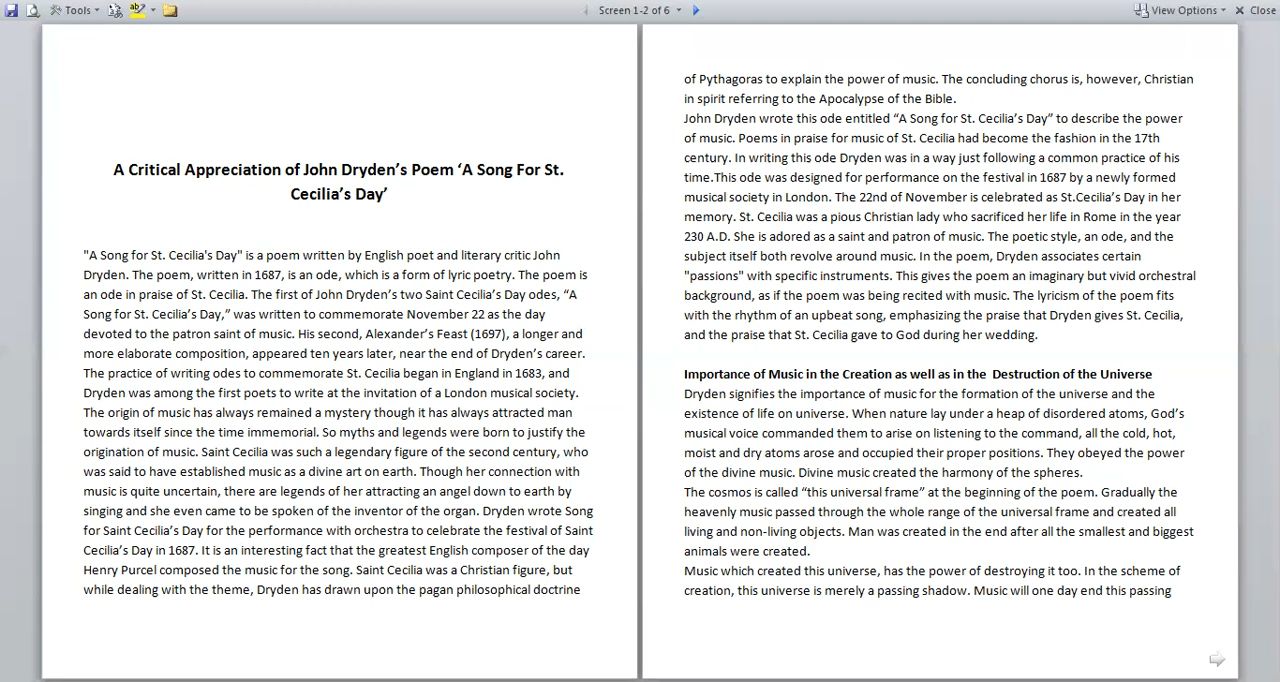 Tools
Screen 1-2 of 6
View Options
Close
A Critical Appreciation of John Dryden's Poem ‘A Song For St.
Cecilia's Day’
"A Song for St. Cecilia's Day" is a poem written by English poet and literary critic John
Dryden. The poem, written in 1687, is an ode, which is a form of lyric poetry. The poem is
an ode in praise of St. Cecilia. The first of John Dryden’s two Saint Cecilia’s Day odes, “A
Song for St. Cecilia’s Day,” was written to commemorate November 22 as the day
devoted to the patron saint of music. His second, Alexander’s Feast (1697), a longer and
more elaborate composition, appeared ten years later, near the end of Dryden’s career.
The practice of writing odes to commemorate St. Cecilia began in England in 1683, and
Dryden was among the first poets to write at the invitation of a London musical society.
The origin of music has always remained a mystery though it has always attracted man
towards itself since the time immemorial. So myths and legends were born to justify the
origination of music. Saint Cecilia was such a legendary figure of the second century, who
was said to have established music as a divine art on earth. Though her connection with
music is quite uncertain, there are legends of her attracting an angel down to earth by
singing and she even came to be spoken of the inventor of the organ. Dryden wrote Song
for Saint Cecilia’s Day for the performance with orchestra to celebrate the festival of Saint
Cecilia’s Day in 1687. It is an interesting fact that the greatest English composer of the day
Henry Purcel composed the music for the song. Saint Cecilia was a Christian figure, but
while dealing with the theme, Dryden has drawn upon the pagan philosophical doctrine
of Pythagoras to explain the power of music. The concluding chorus is, however, Christian
in spirit referring to the Apocalypse of the Bible.
John Dryden wrote this ode entitled “A Song for St. Cecilia’s Day” to describe the power
of music. Poems in praise for music of St. Cecilia had become the fashion in the 17th
century. In writing this ode Dryden was in a way just following a common practice of his
time.This ode was designed for performance on the festival in 1687 by a newly formed
musical society in London. The 22nd of November is celebrated as St.Cecilia’s Day in her
memory. St. Cecilia was a pious Christian lady who sacrificed her life in Rome in the year
230 A.D. She is adored as a saint and patron of music. The poetic style, an ode, and the
subject itself both revolve around music. In the poem, Dryden associates certain
"passions" with specific instruments. This gives the poem an imaginary but vivid orchestral
background, as if the poem was being recited with music. The lyricism of the poem fits
with the rhythm of an upbeat song, emphasizing the praise that Dryden gives St. Cecilia,
and the praise that St. Cecilia gave to God during her wedding.
Importance of Music in the Creation as well as in the Destruction of the Universe
Dryden signifies the importance of music for the formation of the universe and the
existence of life on universe. When nature lay under a heap of disordered atoms, God’s
musical voice commanded them to arise on listening to the command, all the cold, hot,
moist and dry atoms arose and occupied their proper positions. They obeyed the power
of the divine music. Divine music created the harmony of the spheres.
The cosmos is called “this universal frame” at the beginning of the poem. Gradually the
heavenly music passed through the whole range of the universal frame and created all
living and non-living objects. Man was created in the end after all the smallest and biggest
animals were created.
Music which created this universe, has the power of destroying it too. In the scheme of
creation, this universe is merely a passing shadow. Music will one day end this passing